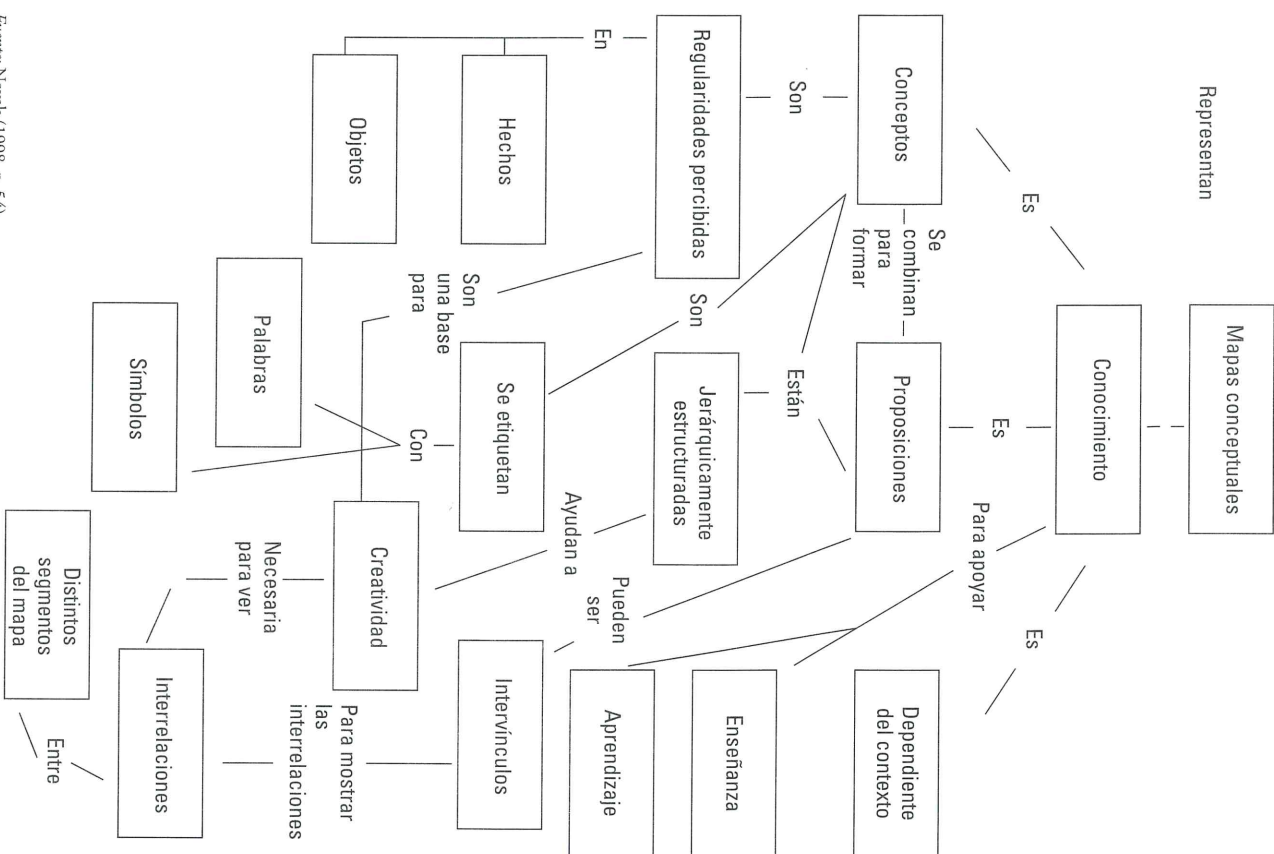 Mapas conceptuales
Representan
Conocimiento
Es
Es
Es
Para apoyar
Conceptos
Se
combinan
para
formar
Proposiciones
Dependiente
del contexto
Son
Están
Regularidades percibidas
Son
Jerárquicamente
estructuradas
Enseñanza
Aprendizaje
En
Pueden
ser
Ayudan a
Hechos
Se etiquetan
Intervínculos
Son
una base
para
Con
Objetos
Creatividad
Para mostrar
las
interrelaciones
Palabras
Necesaria
para ver
Símbolos
Interrelaciones
Distintos
segmentos
del mapa
Entre